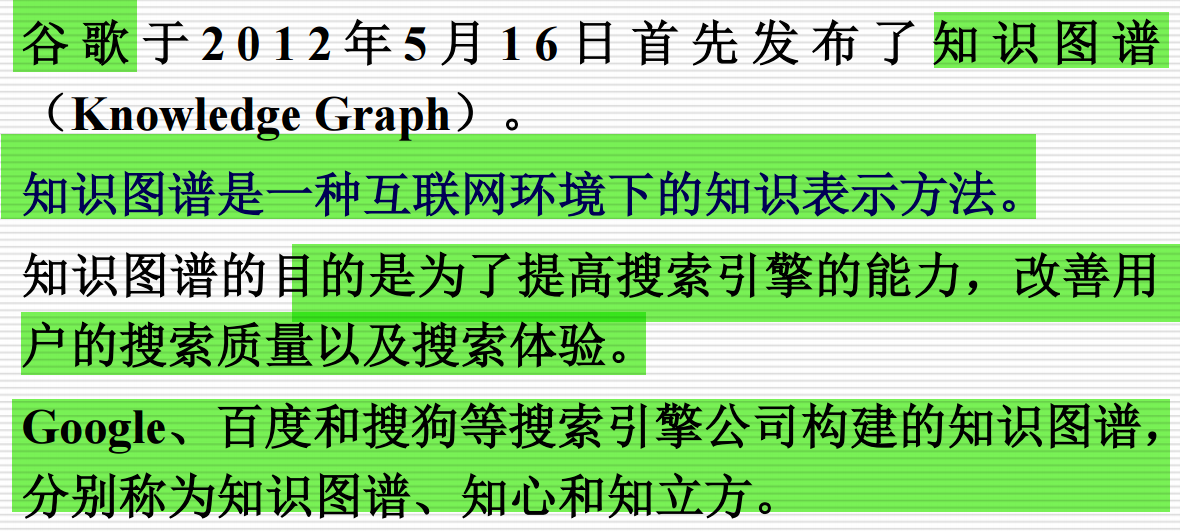 谷歌于2012年5月16日首先发布了知识图谱
（Knowledge Graph）。
知识图谱是一种互联网环境下的知识表示方法。
知识图谱的目的是为了提高搜索引擎的能力，改善用
户的搜索质量以及搜索体验。
Google、百度和搜狗等搜索引擎公司构建的知识图谱，
分别称为知识图谱、知心和知立方。